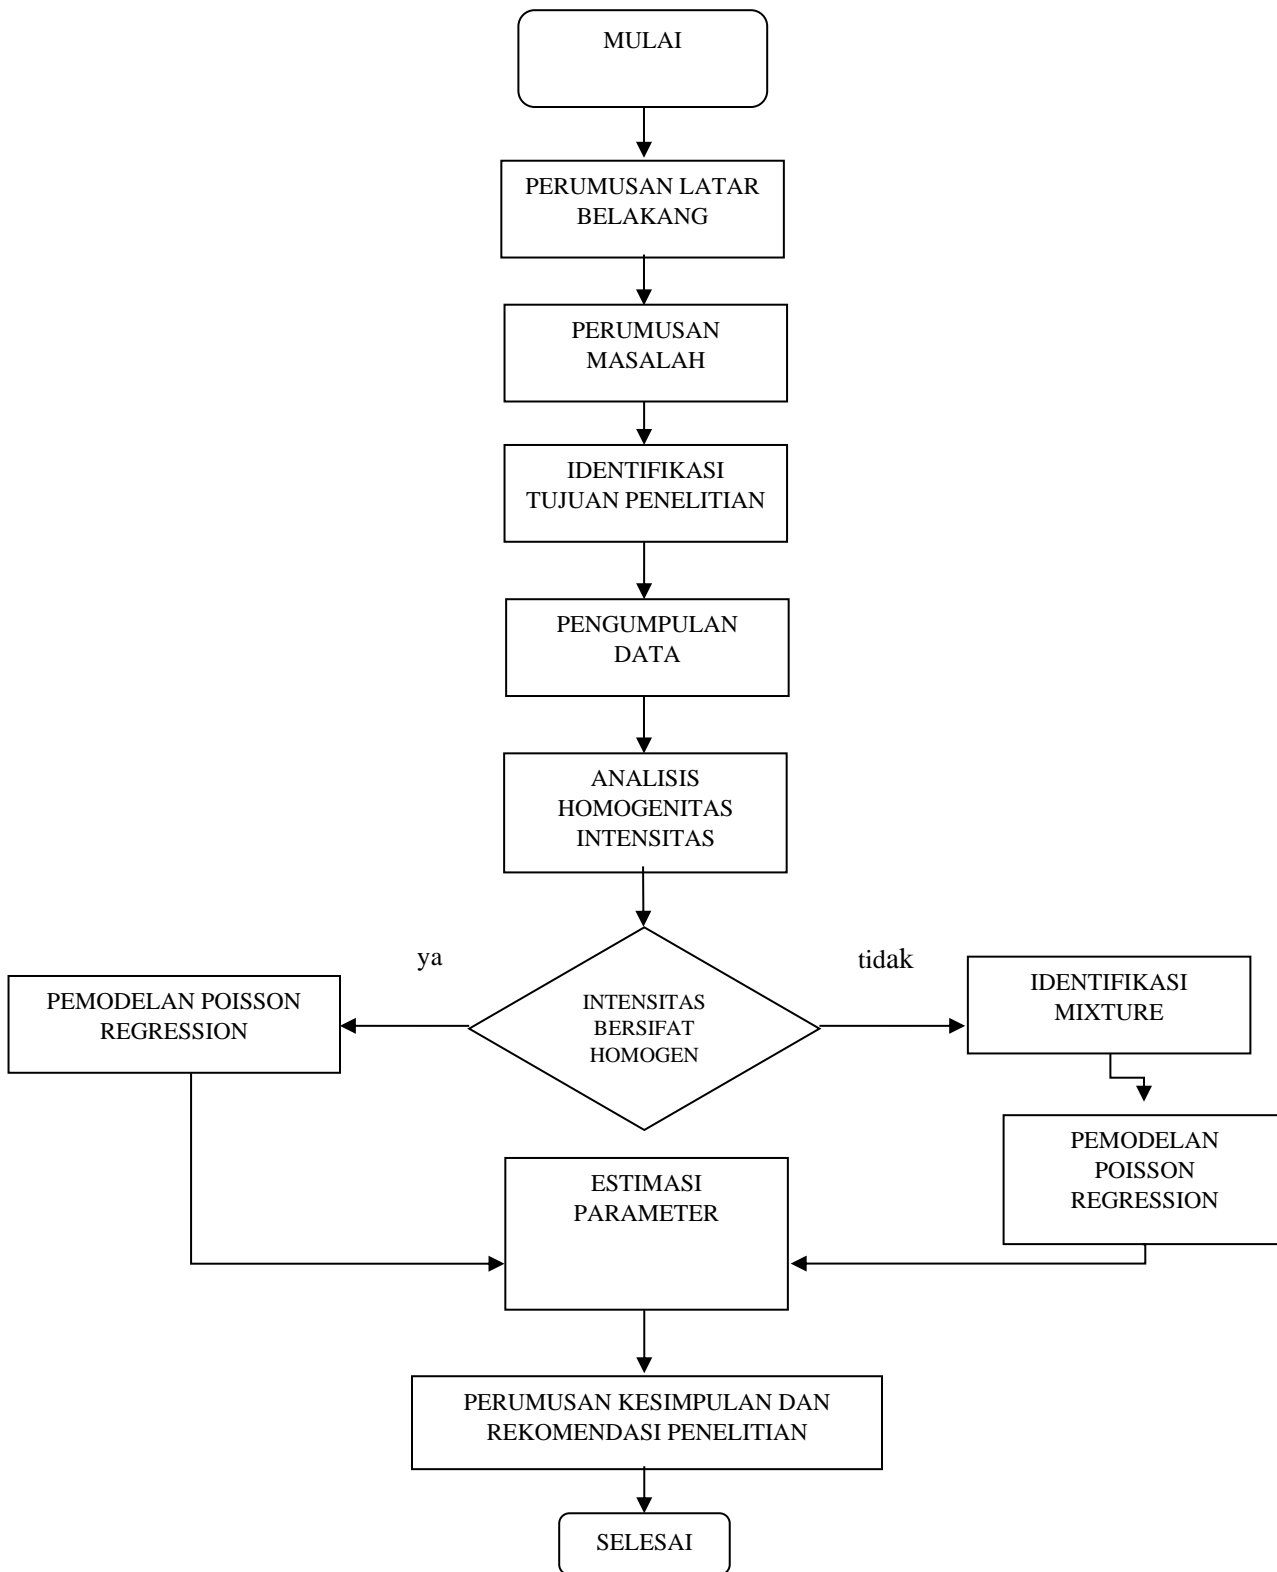 MULAI
PERUMUSAN LATAR
BELAKANG
PERUMUSAN
MASALAH
IDENTIFIKASI
TUJUAN PENELITIAN
PENGUMPULAN
DATA
ANALISIS
HOMOGENITAS
INTENSITAS
ya
tidak
PEMODELAN POISSON
REGRESSION
INTENSITAS
BERSIFAT
HOMOGEN
IDENTIFIKASI
MIXTURE
PEMODELAN
POISSON
REGRESSION
ESTIMASI
PARAMETER
PERUMUSAN KESIMPULAN DAN
REKOMENDASI PENELITIAN
SELESAI